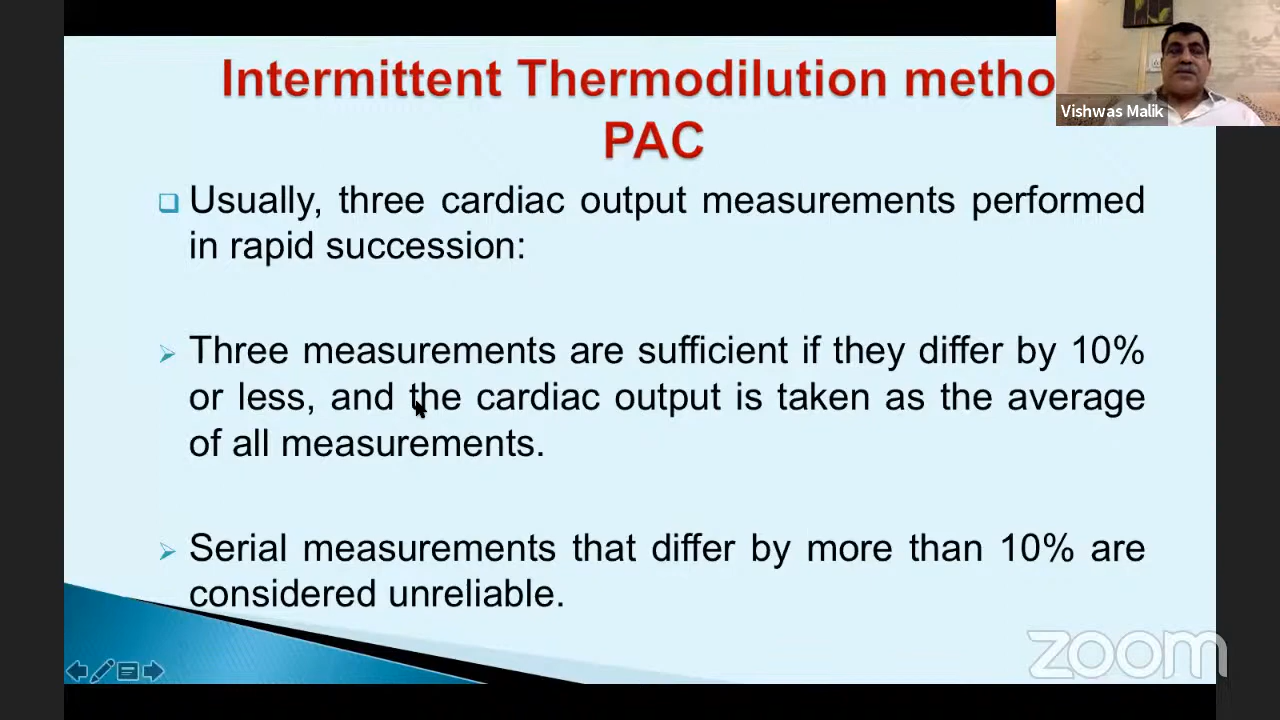 Intermittent Thermodilution metho
PAC
Vishwas Malik
Usually, three cardiac output measurements performed
in rapid succession:
Three measurements are sufficient if they differ by 10%
or less, and the cardiac output is taken as the average
of all measurements.
Serial measurements that differ by more than 10% are
considered unreliable.
zoom